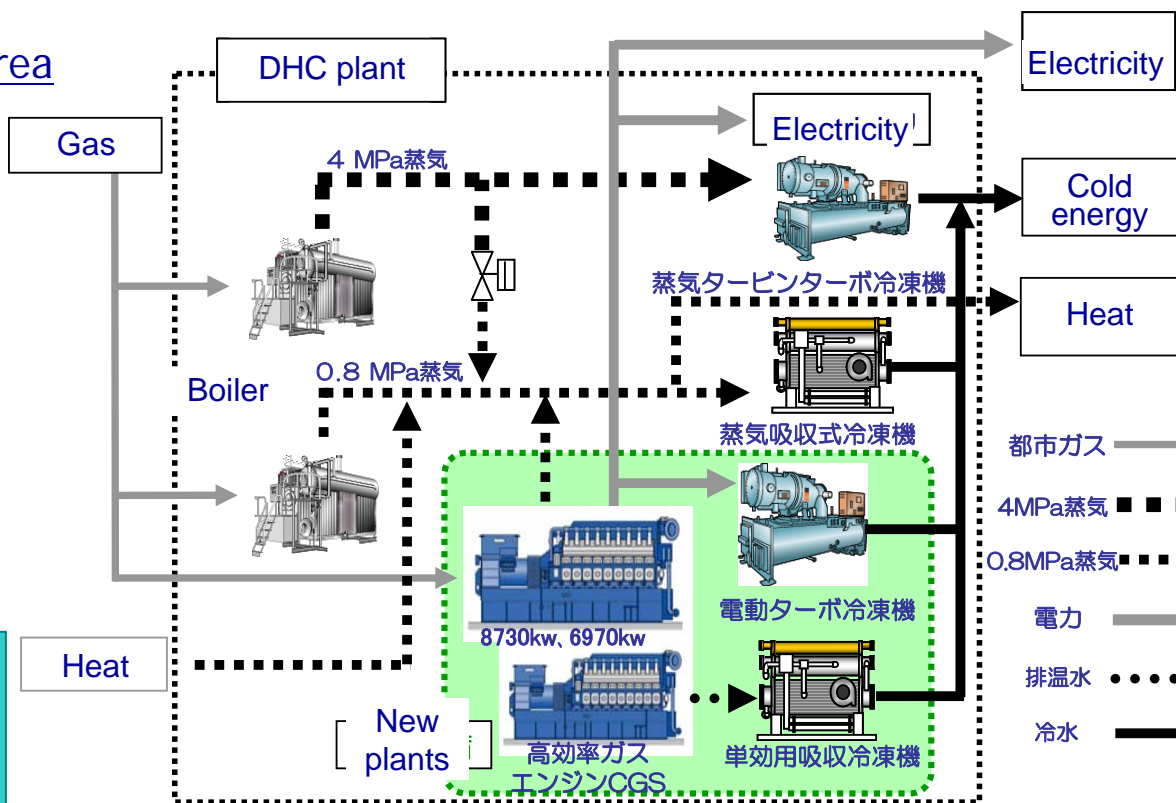 rea
DHC plant
Electricity
Gas
Electricity
4 MPa蒸気
Cold
energy
蒸気タービンターボ冷凍機
Heat
Boiler
0.8 MPa蒸気
蒸気吸収式冷凍機
都市ガス
4MPa蒸気
0.8MPa蒸気
電動ターボ冷凍機
電力
8730kw、6970kw
Heat
排温水
New
plants
高効率ガス
エンジンCGS
単効用吸収冷凍機
冷水